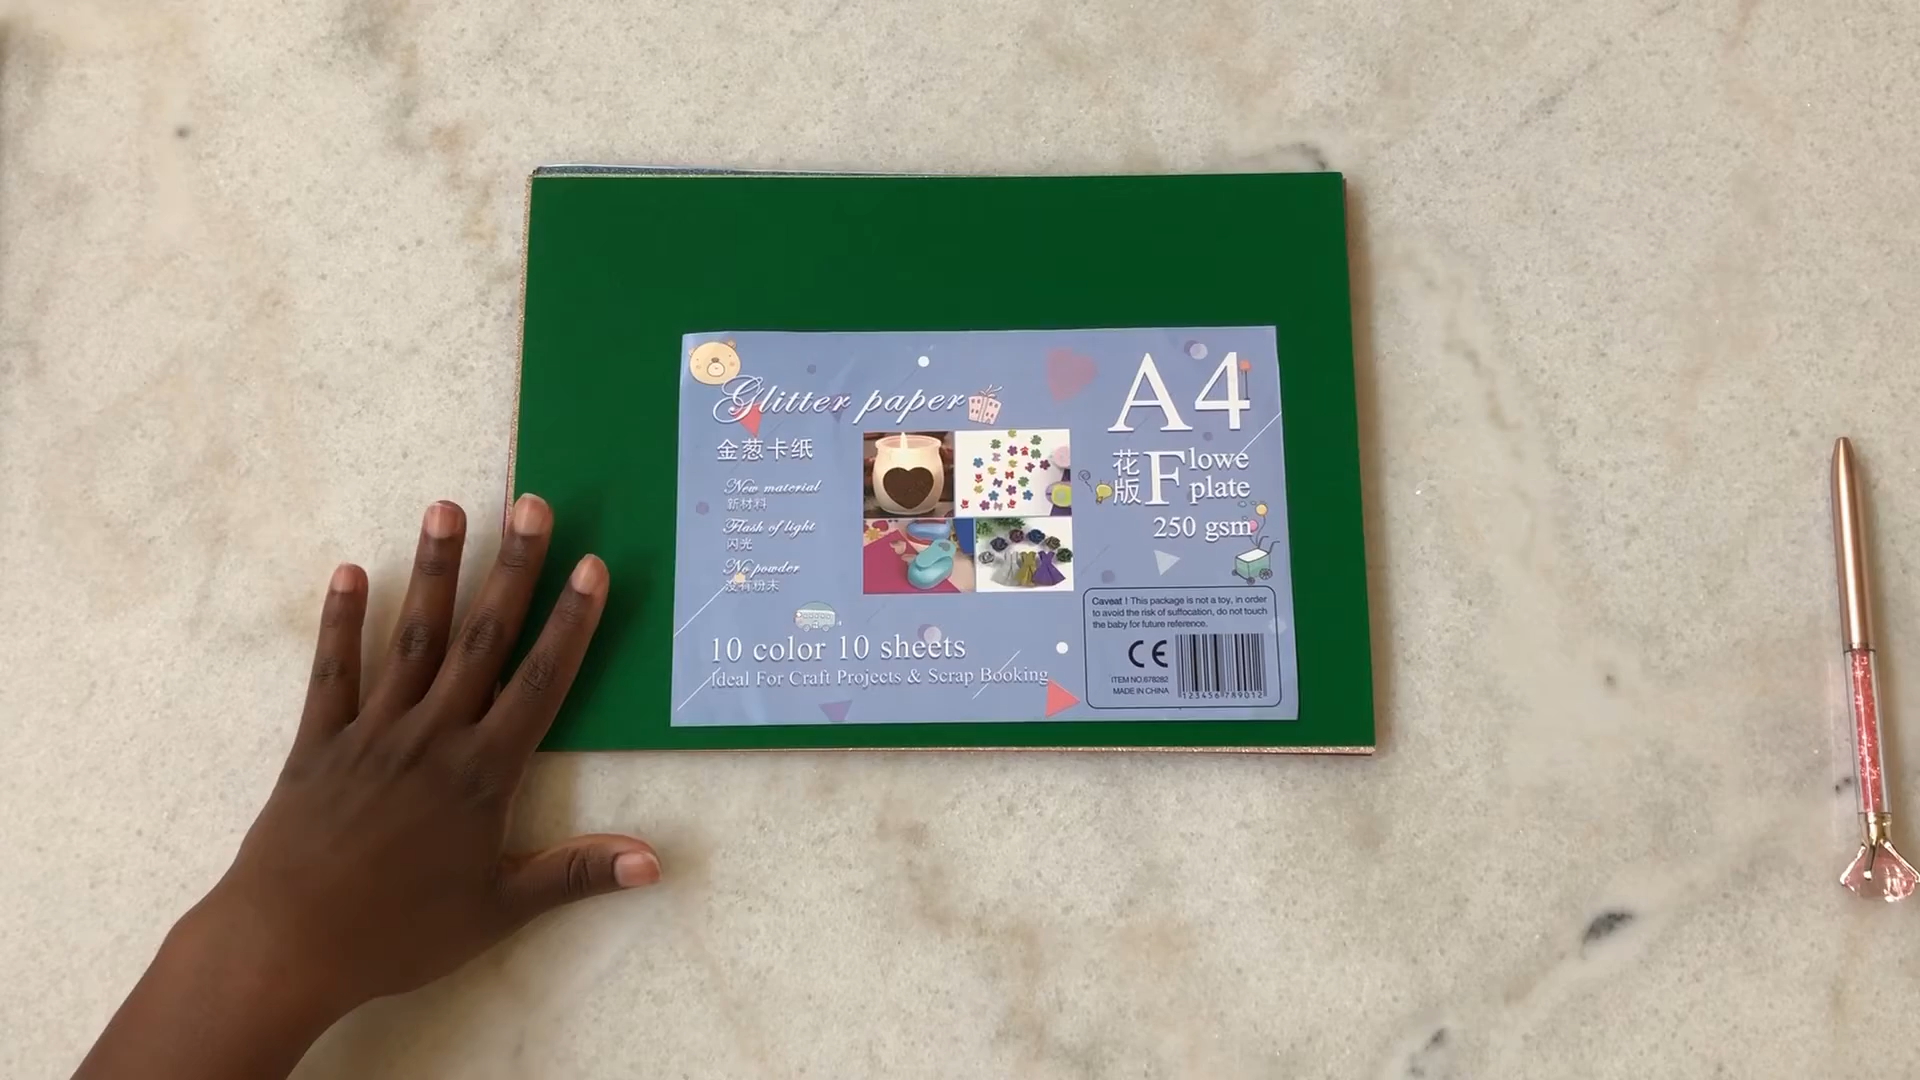 Glitter paper
金葱卡纸
New material
新材料
Flash of light
闪光
No powder
没有粉末
10 color 10 sheets
Ideal For Craft Projects & Scrap Booking
A4
花版
Flowe
plate
250 gsm
Caveat ! This package is not a toy, in order
to avoid the risk of suffocation, do not touch
the baby for future reference.
CE
ITEM NO.678282
MADE IN CHINA
123456 789012